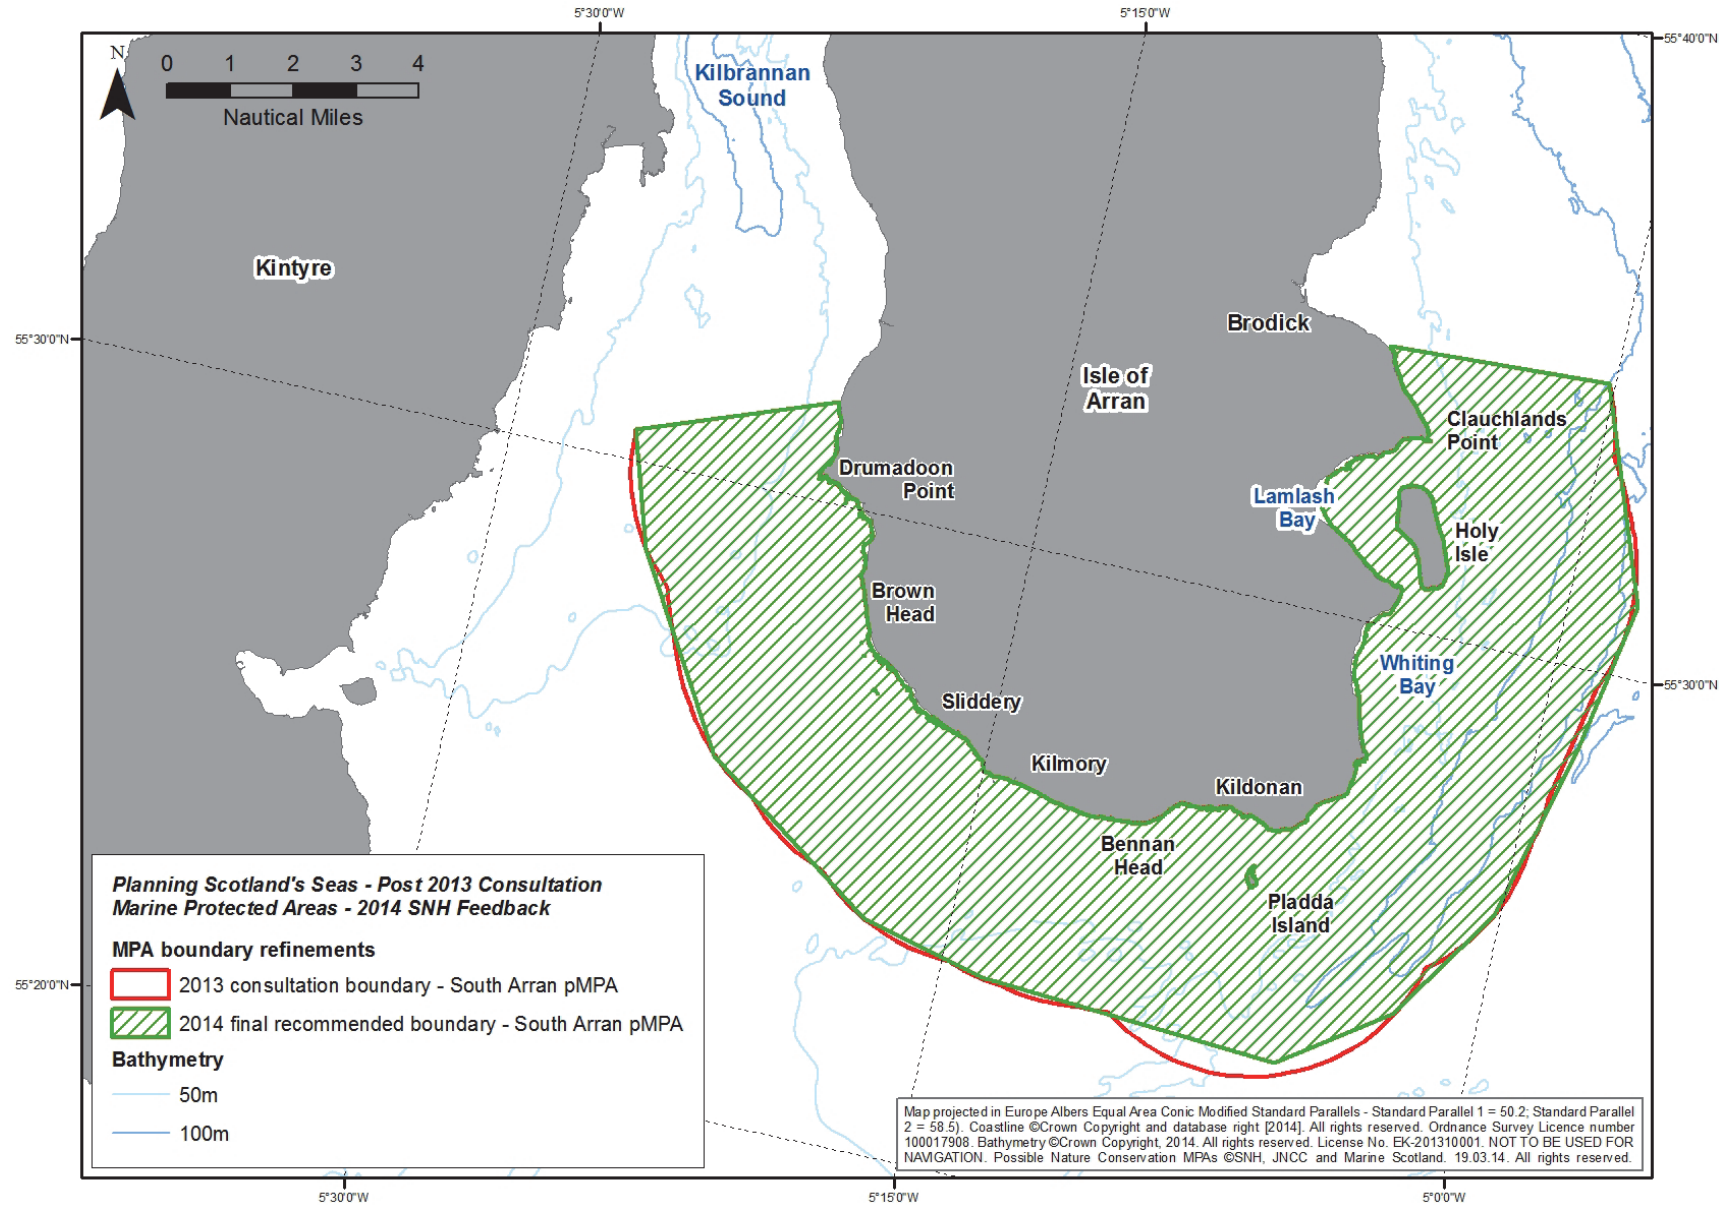 5°30'0"W
5°15'0"W
55°40'0"N
N
0 1 2 3 4
Nautical Miles
Kilbrannan
Sound
Kintyre
Brodick
55°30'0"N
Isle of
Arran
Clauchlands
Point
Drumadoon
Point
Lamlash
Bay
Holy
Isle
Brown
Head
Whiting
Bay
55°30'0"N
Sliddery
Kilmory
Kildonan
Bennan
Head
Pladda
Island
55°20'0"N
Planning Scotland's Seas - Post 2013 Consultation
Marine Protected Areas - 2014 SNH Feedback
MPA boundary refinements
2013 consultation boundary - South Arran pMPA
2014 final recommended boundary - South Arran pMPA
Bathymetry
50m
100m
Map projected in Europe Albers Equal Area Conic Modified Standard Parallels - Standard Parallel 1 = 50.2; Standard Parallel
2 = 58.5). Coastline ©Crown Copyright and database right [2014]. All rights reserved. Ordnance Survey Licence number
100017908. Bathymetry ©Crown Copyright, 2014. All rights reserved. License No. EK-201310001. NOT TO BE USED FOR
NAVIGATION. Possible Nature Conservation MPAs ©SNH, JNCC and Marine Scotland. 19.03.14. All rights reserved.
5°30'0"W
5°15'0"W
5°0'0"W